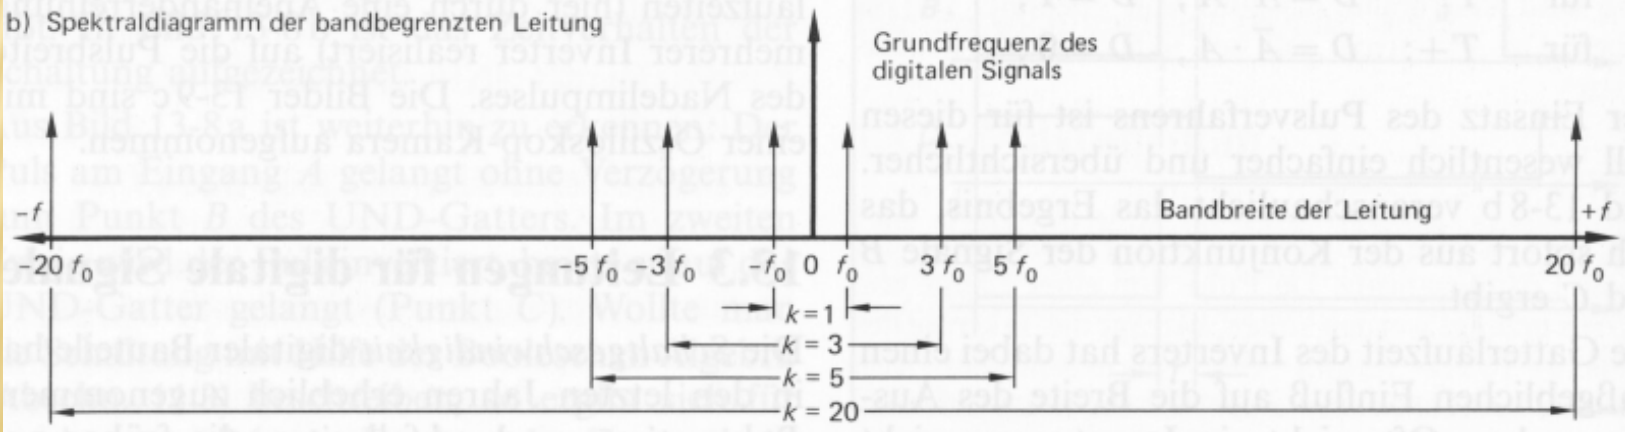 b) Spektraldiagramm der bandbegrenzten Leitung
Grundfrequenz des
digitalen Signals
-f
Bandbreite der Leitung
+f
-20 f₀ -5 f₀ -3 f₀ -f₀ 0 f₀ 3 f₀ 5 f₀ 20 f₀
k = 1
k = 3
k = 5
k = 20